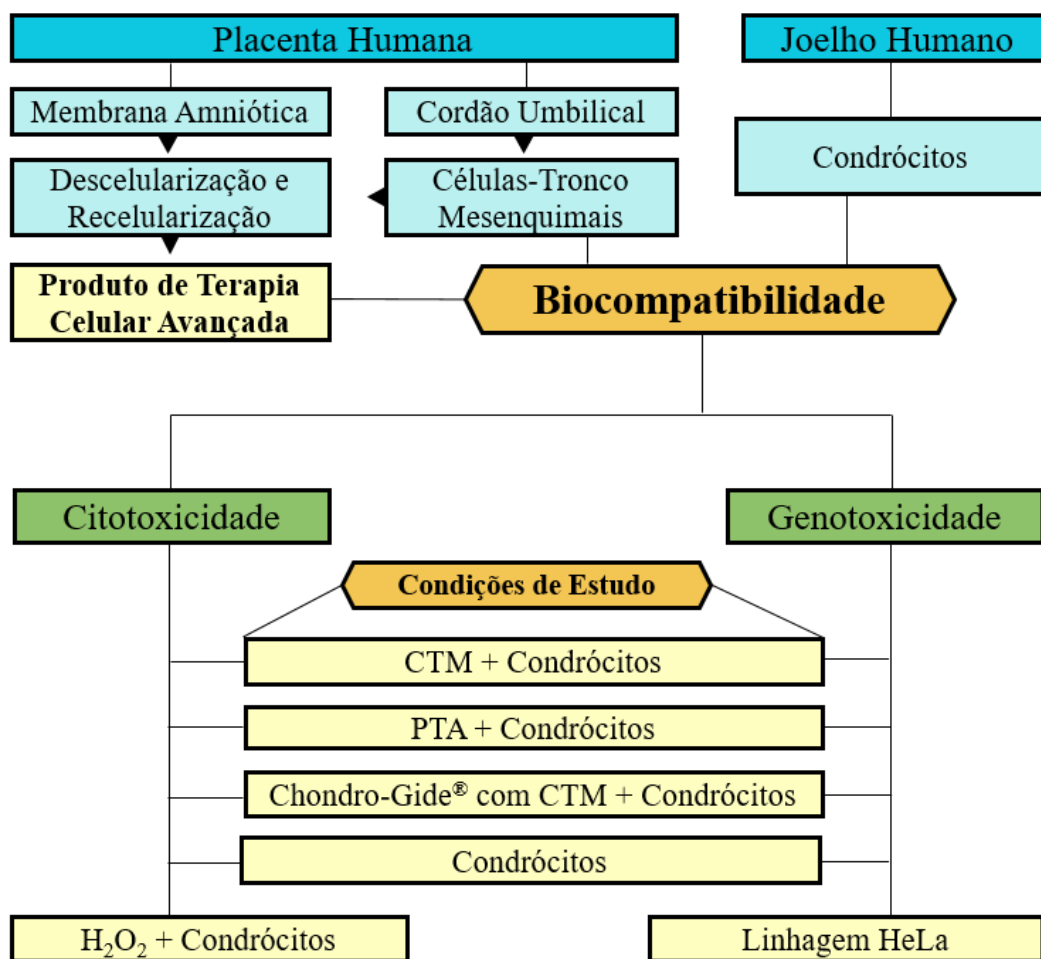 Placenta Humana
Joelho Humano
Membrana Amniótica
Cordão Umbilical
Condrócitos
Descelularização e
Recelularização
Células-Tronco
Mesenquimais
Produto de Terapia
Celular Avançada
Biocompatibilidade
Citotoxicidade
Genotoxicidade
Condições de Estudo
CTM + Condrócitos
PTA + Condrócitos
Chondro-Gide® com CTM + Condrócitos
Condrócitos
H₂O₂ + Condrócitos
Linhagem HeLa